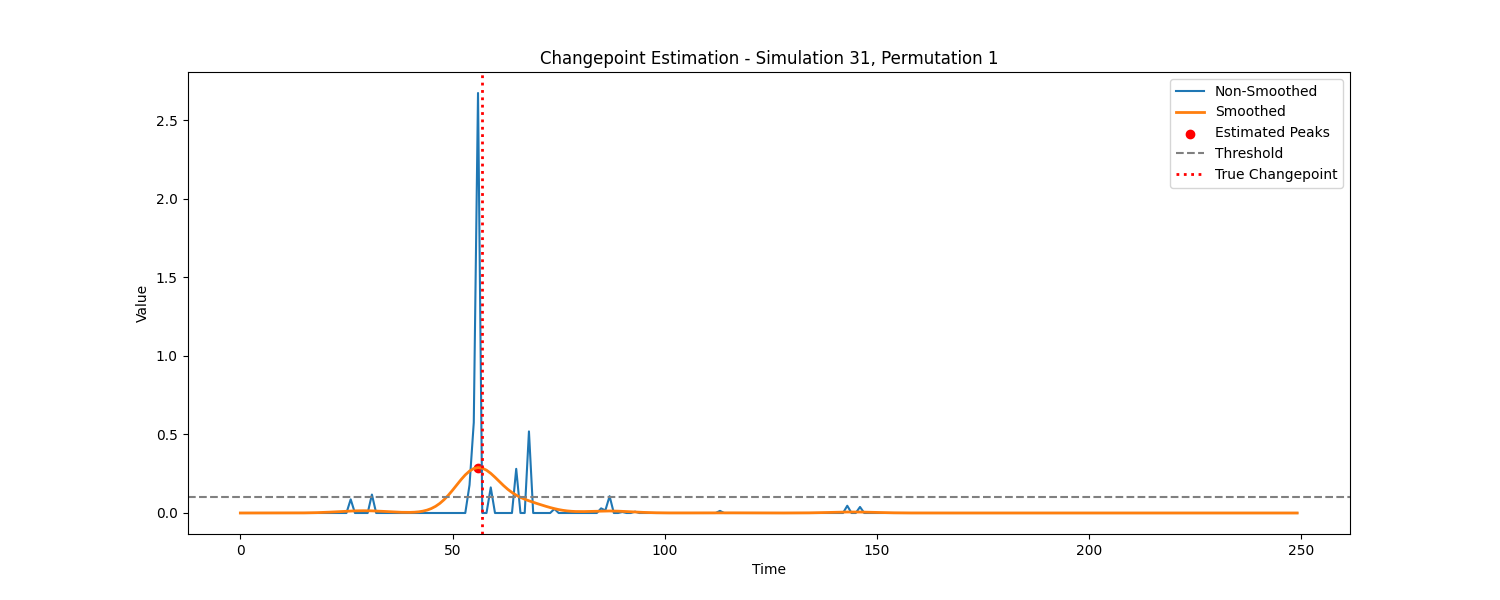 Changepoint Estimation - Simulation 31, Permutation 1
Non-Smoothed
Smoothed
Estimated Peaks
Threshold
True Changepoint
Value
2.5
2.0
1.5
1.0
0.5
0.0
0 50 100 150 200 250
Time